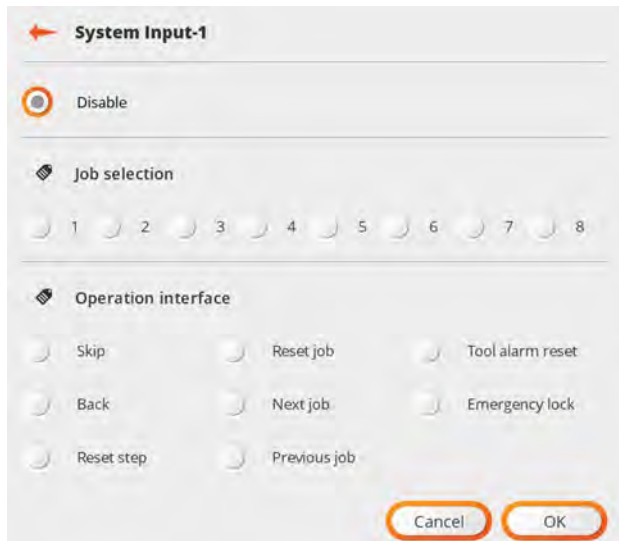 System Input-1
Disable
Job selection
1 2 3 4 5 6 7 8
Operation interface
Skip Reset job Tool alarm reset
Back Next job Emergency lock
Reset step Previous job
Cancel OK